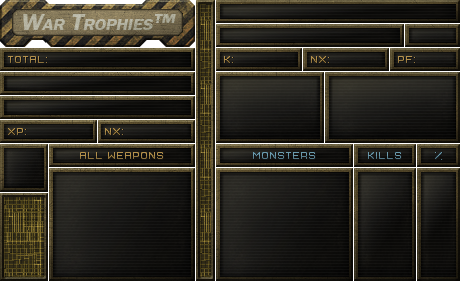 WAR TROPHIES™
TOTAL:
XP: NX:
ALL WEAPONS
K: NX: PF:
MONSTERS KILLS %